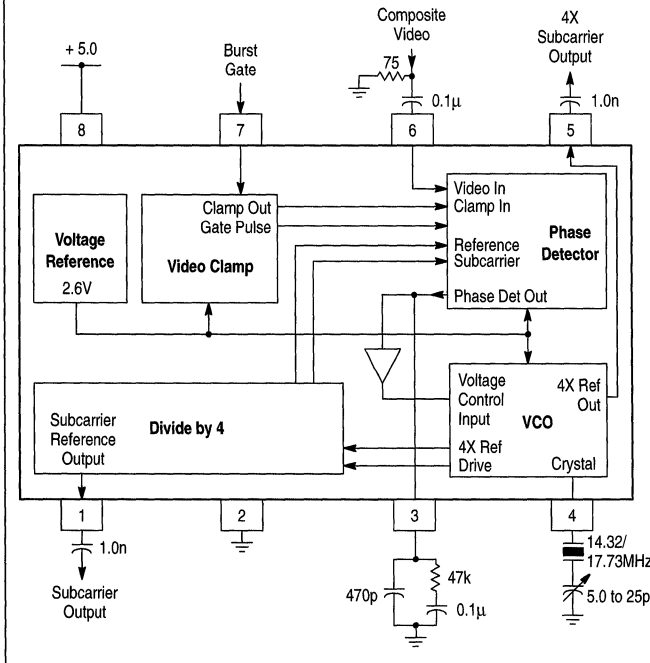 Composite
Video
4X
Subcarrier
Output
+ 5.0
Burst
Gate
75
0.1µ
1.0n
8
7
6
5
Voltage
Reference
2.6V
Clamp Out
Gate Pulse
Video Clamp
Video In
Clamp In
Reference
Subcarrier
Phase Det Out
Phase
Detector
Subcarrier
Reference
Output
Divide by 4
Voltage
Control
Input
4X Ref
Out
VCO
4X Ref
Drive
Crystal
1
2
3
4
1.0n
Subcarrier
Output
470p
47k
0.1µ
14.32/
17.73MHz
5.0 to 25p